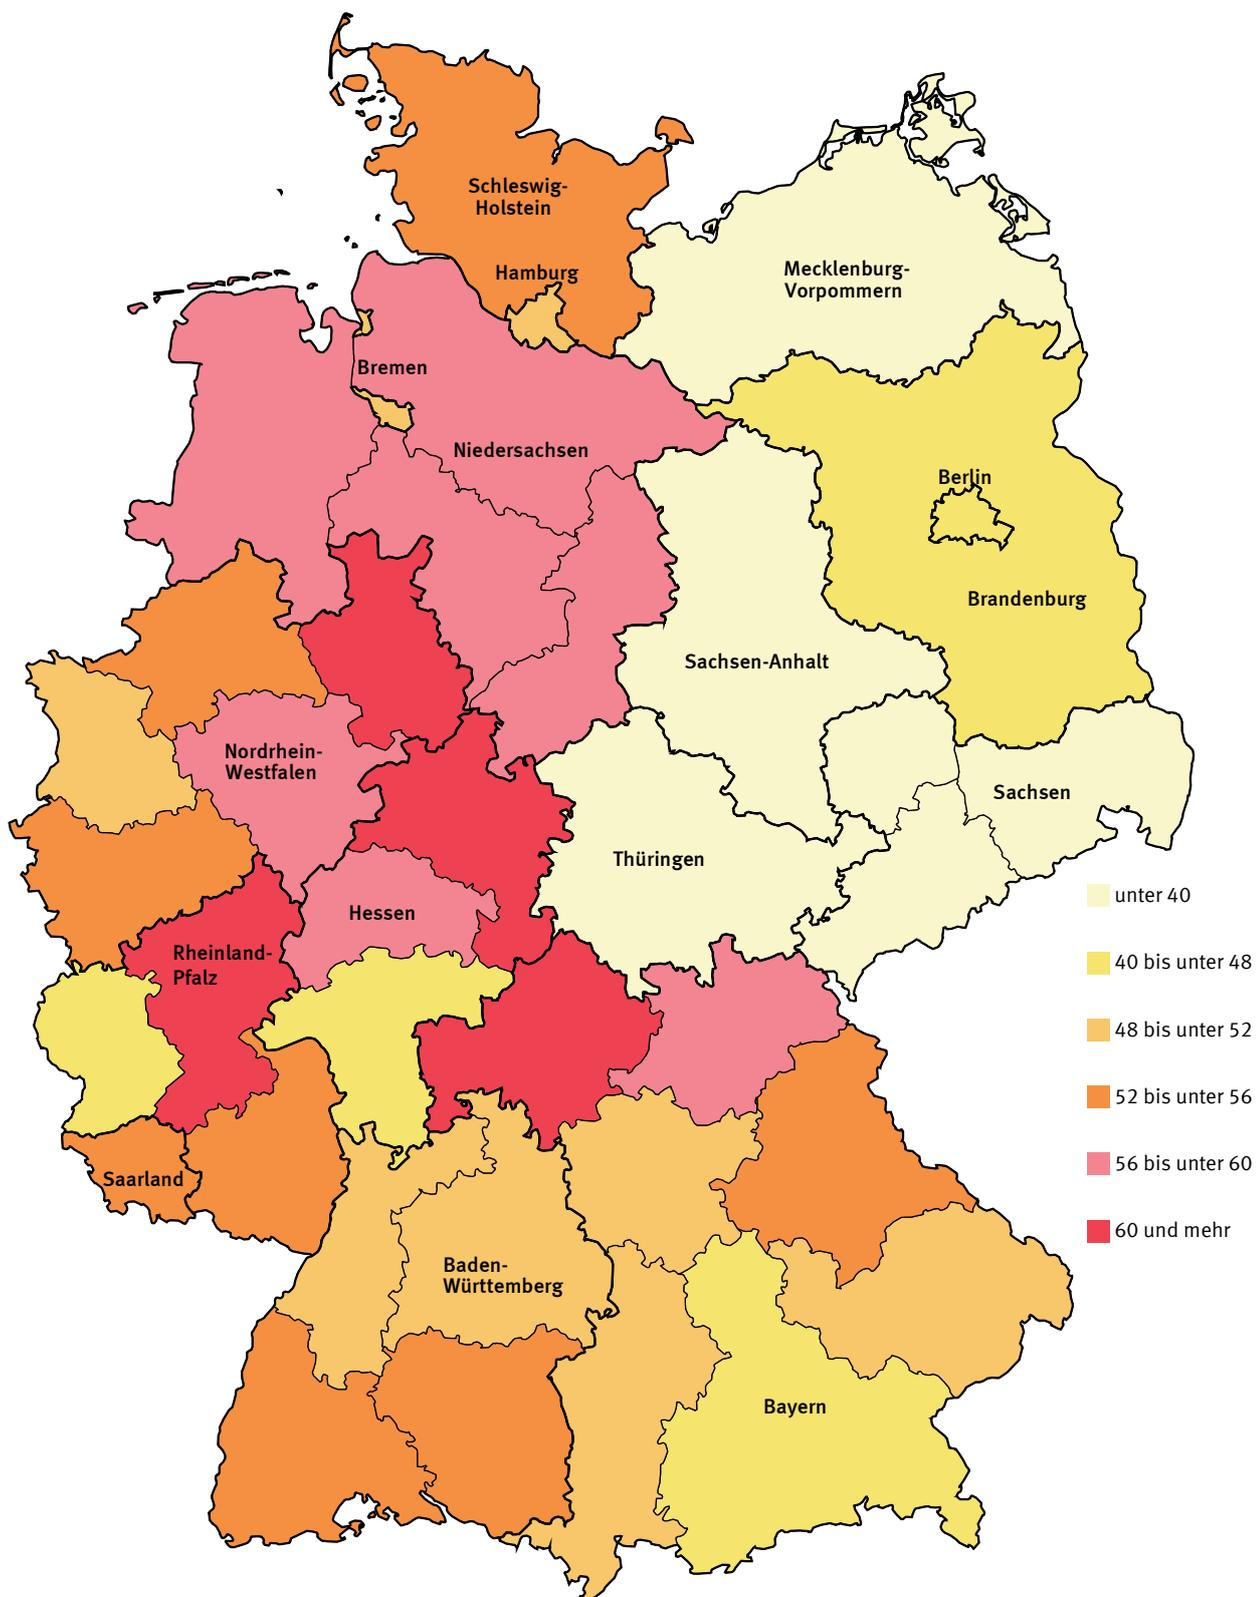 Schleswig-
Holstein
Hamburg
Mecklenburg-
Vorpommern
Bremen
Niedersachsen
Berlin
Brandenburg
Sachsen-Anhalt
Nordrhein-
Westfalen
Sachsen
Thüringen
Hessen
Rheinland-
Pfalz
Saarland
Baden-
Württemberg
Bayern
unter 40
40 bis unter 48
48 bis unter 52
52 bis unter 56
56 bis unter 60
60 und mehr